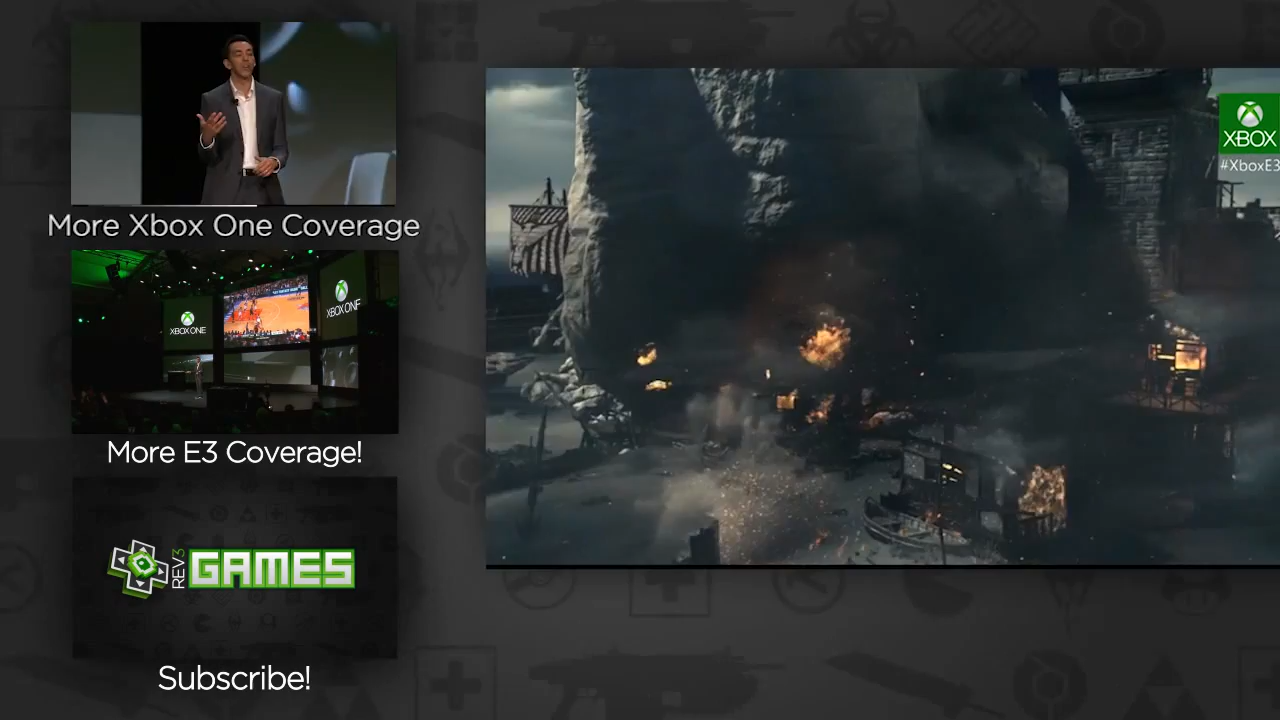 More Xbox One Coverage
XBOX ONE
XBOX ONE
More E3 Coverage!
REV3
GAMES
Subscribe!
XBOX
#XboxE3